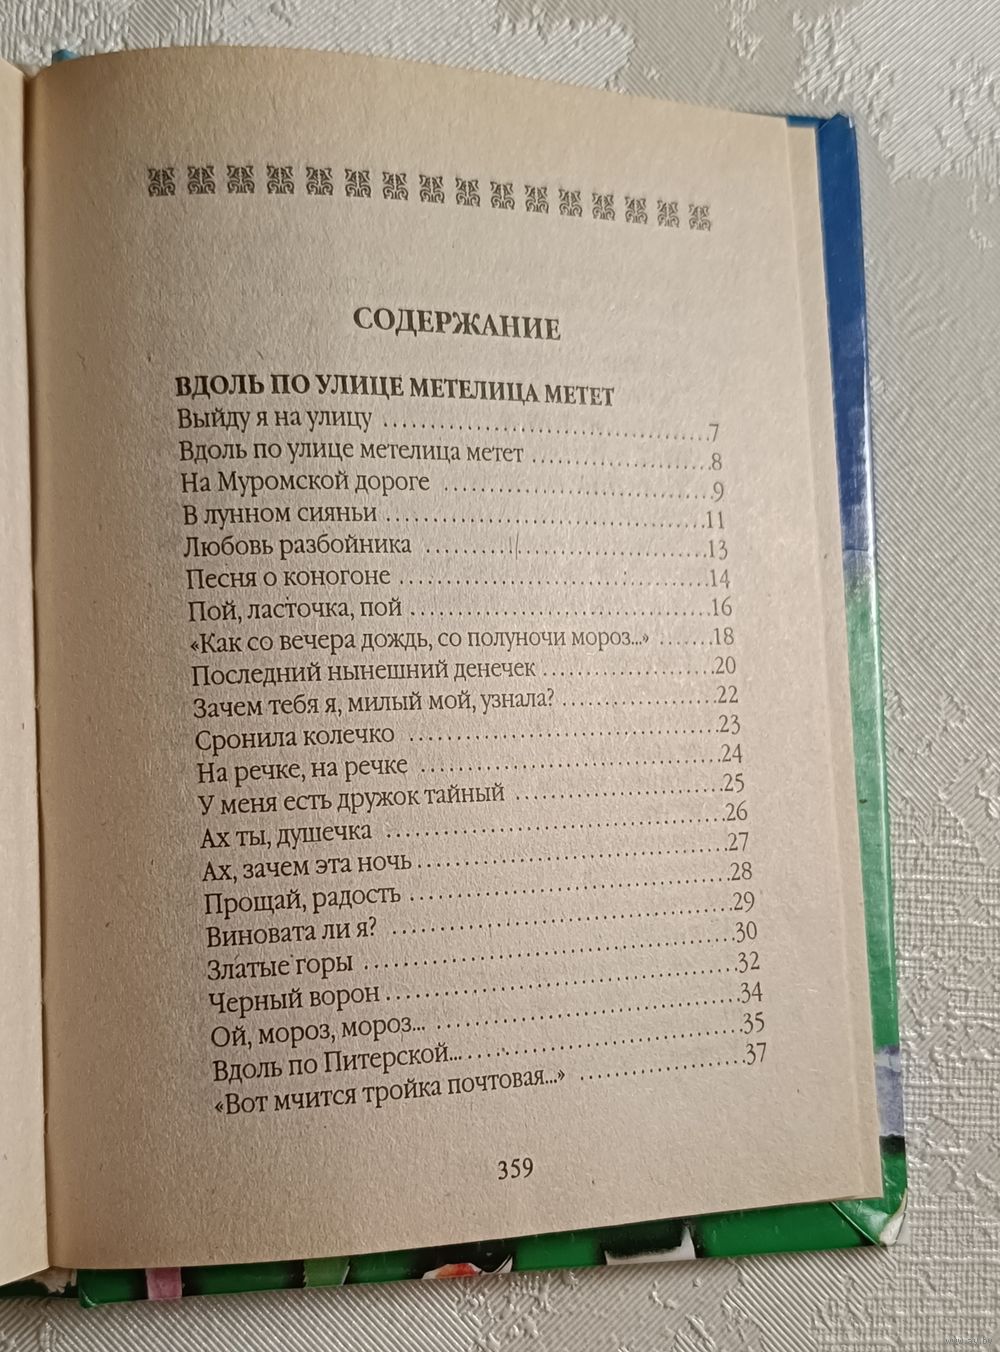 СОДЕРЖАНИЕ
ВДОЛЬ ПО УЛИЦЕ МЕТЕЛИЦА МЕТЕТ
Выйду я на улицу ........................................7
Вдоль по улице метелица метет ......................8
На Муромской дороге ..................................9
В лунном сияньи ........................................11
Любовь разбойника ...................................13
Песня о коногоне ......................................14
Пой, ласточка, пой .....................................16
«Как со вечера дождь, со полуночи мороз...» .......18
Последний нынешний денечек .....................20
Зачем тебя я, милый мой, узнала? ...................22
Сронила колечко ......................................23
На речке, на речке .....................................24
У меня есть дружок тайный ..........................25
Ах ты, душечка .........................................26
Ах, зачем эта ночь ......................................27
Прощай, радость .......................................28
Виновата ли я? .........................................29
Златые горы ............................................30
Черный ворон ..........................................32
Ой, мороз, мороз... .....................................34
Вдоль по Питерской... .................................35
«Вот мчится тройка почтовая...» .....................37
359